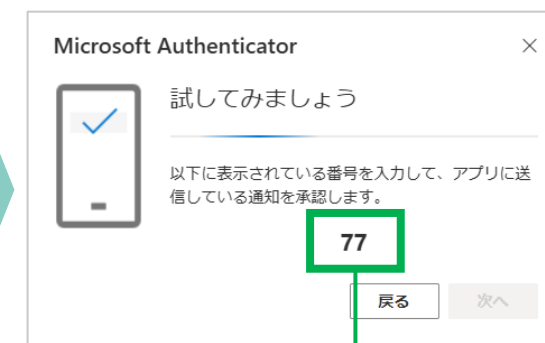 Microsoft Authenticator
試してみましょう
以下に表示されている番号を入力して、アプリに送
信している通知を承認します。
77
戻る
次へ